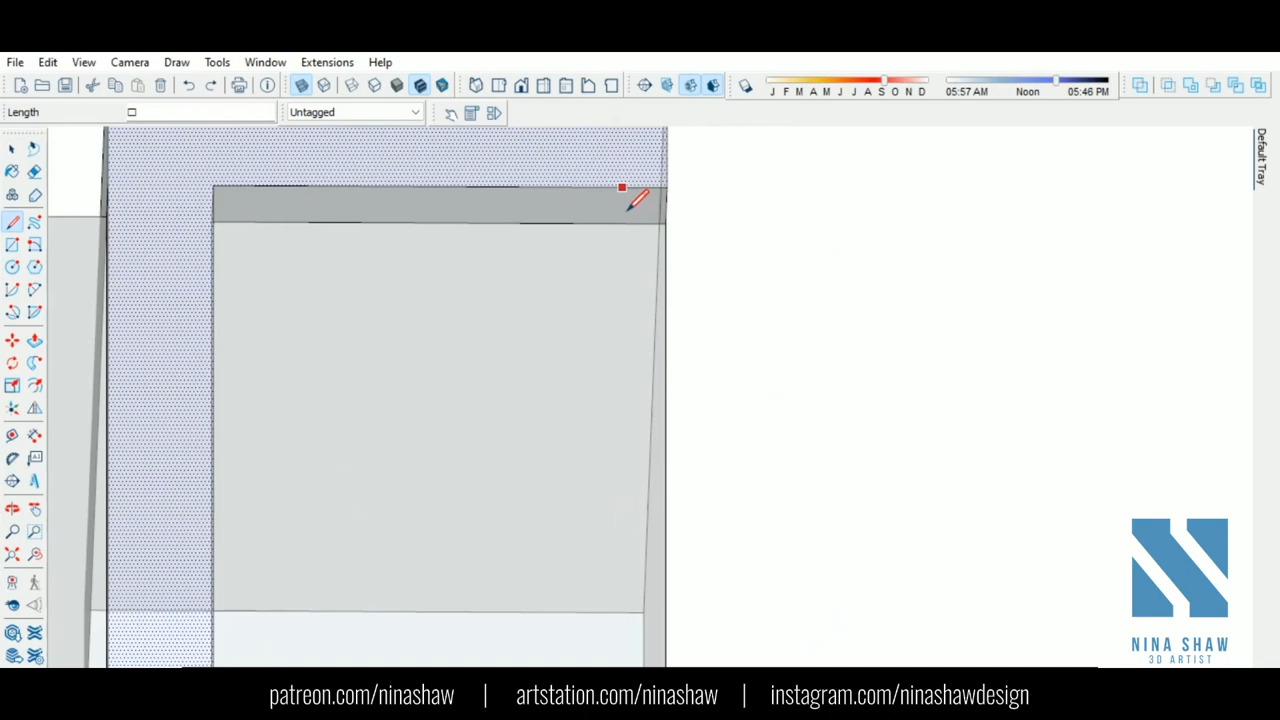 File Edit View Camera Draw Tools Window Extensions Help
J F M A M J J A S O N D 05:57 AM Noon 05:46 PM
Length Untagged
Default Tray
NINA SHAW
3D ARTIST
patreon.com/ninashaw | artstation.com/ninashaw | instagram.com/ninashawdesign